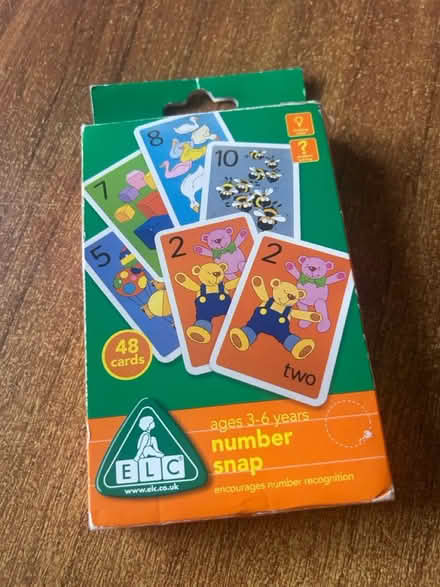 8
10
7
5
2
2
two
48
cards
ages 3-6 years
number
snap
encourages number recognition
ELC
www.elc.co.uk
?